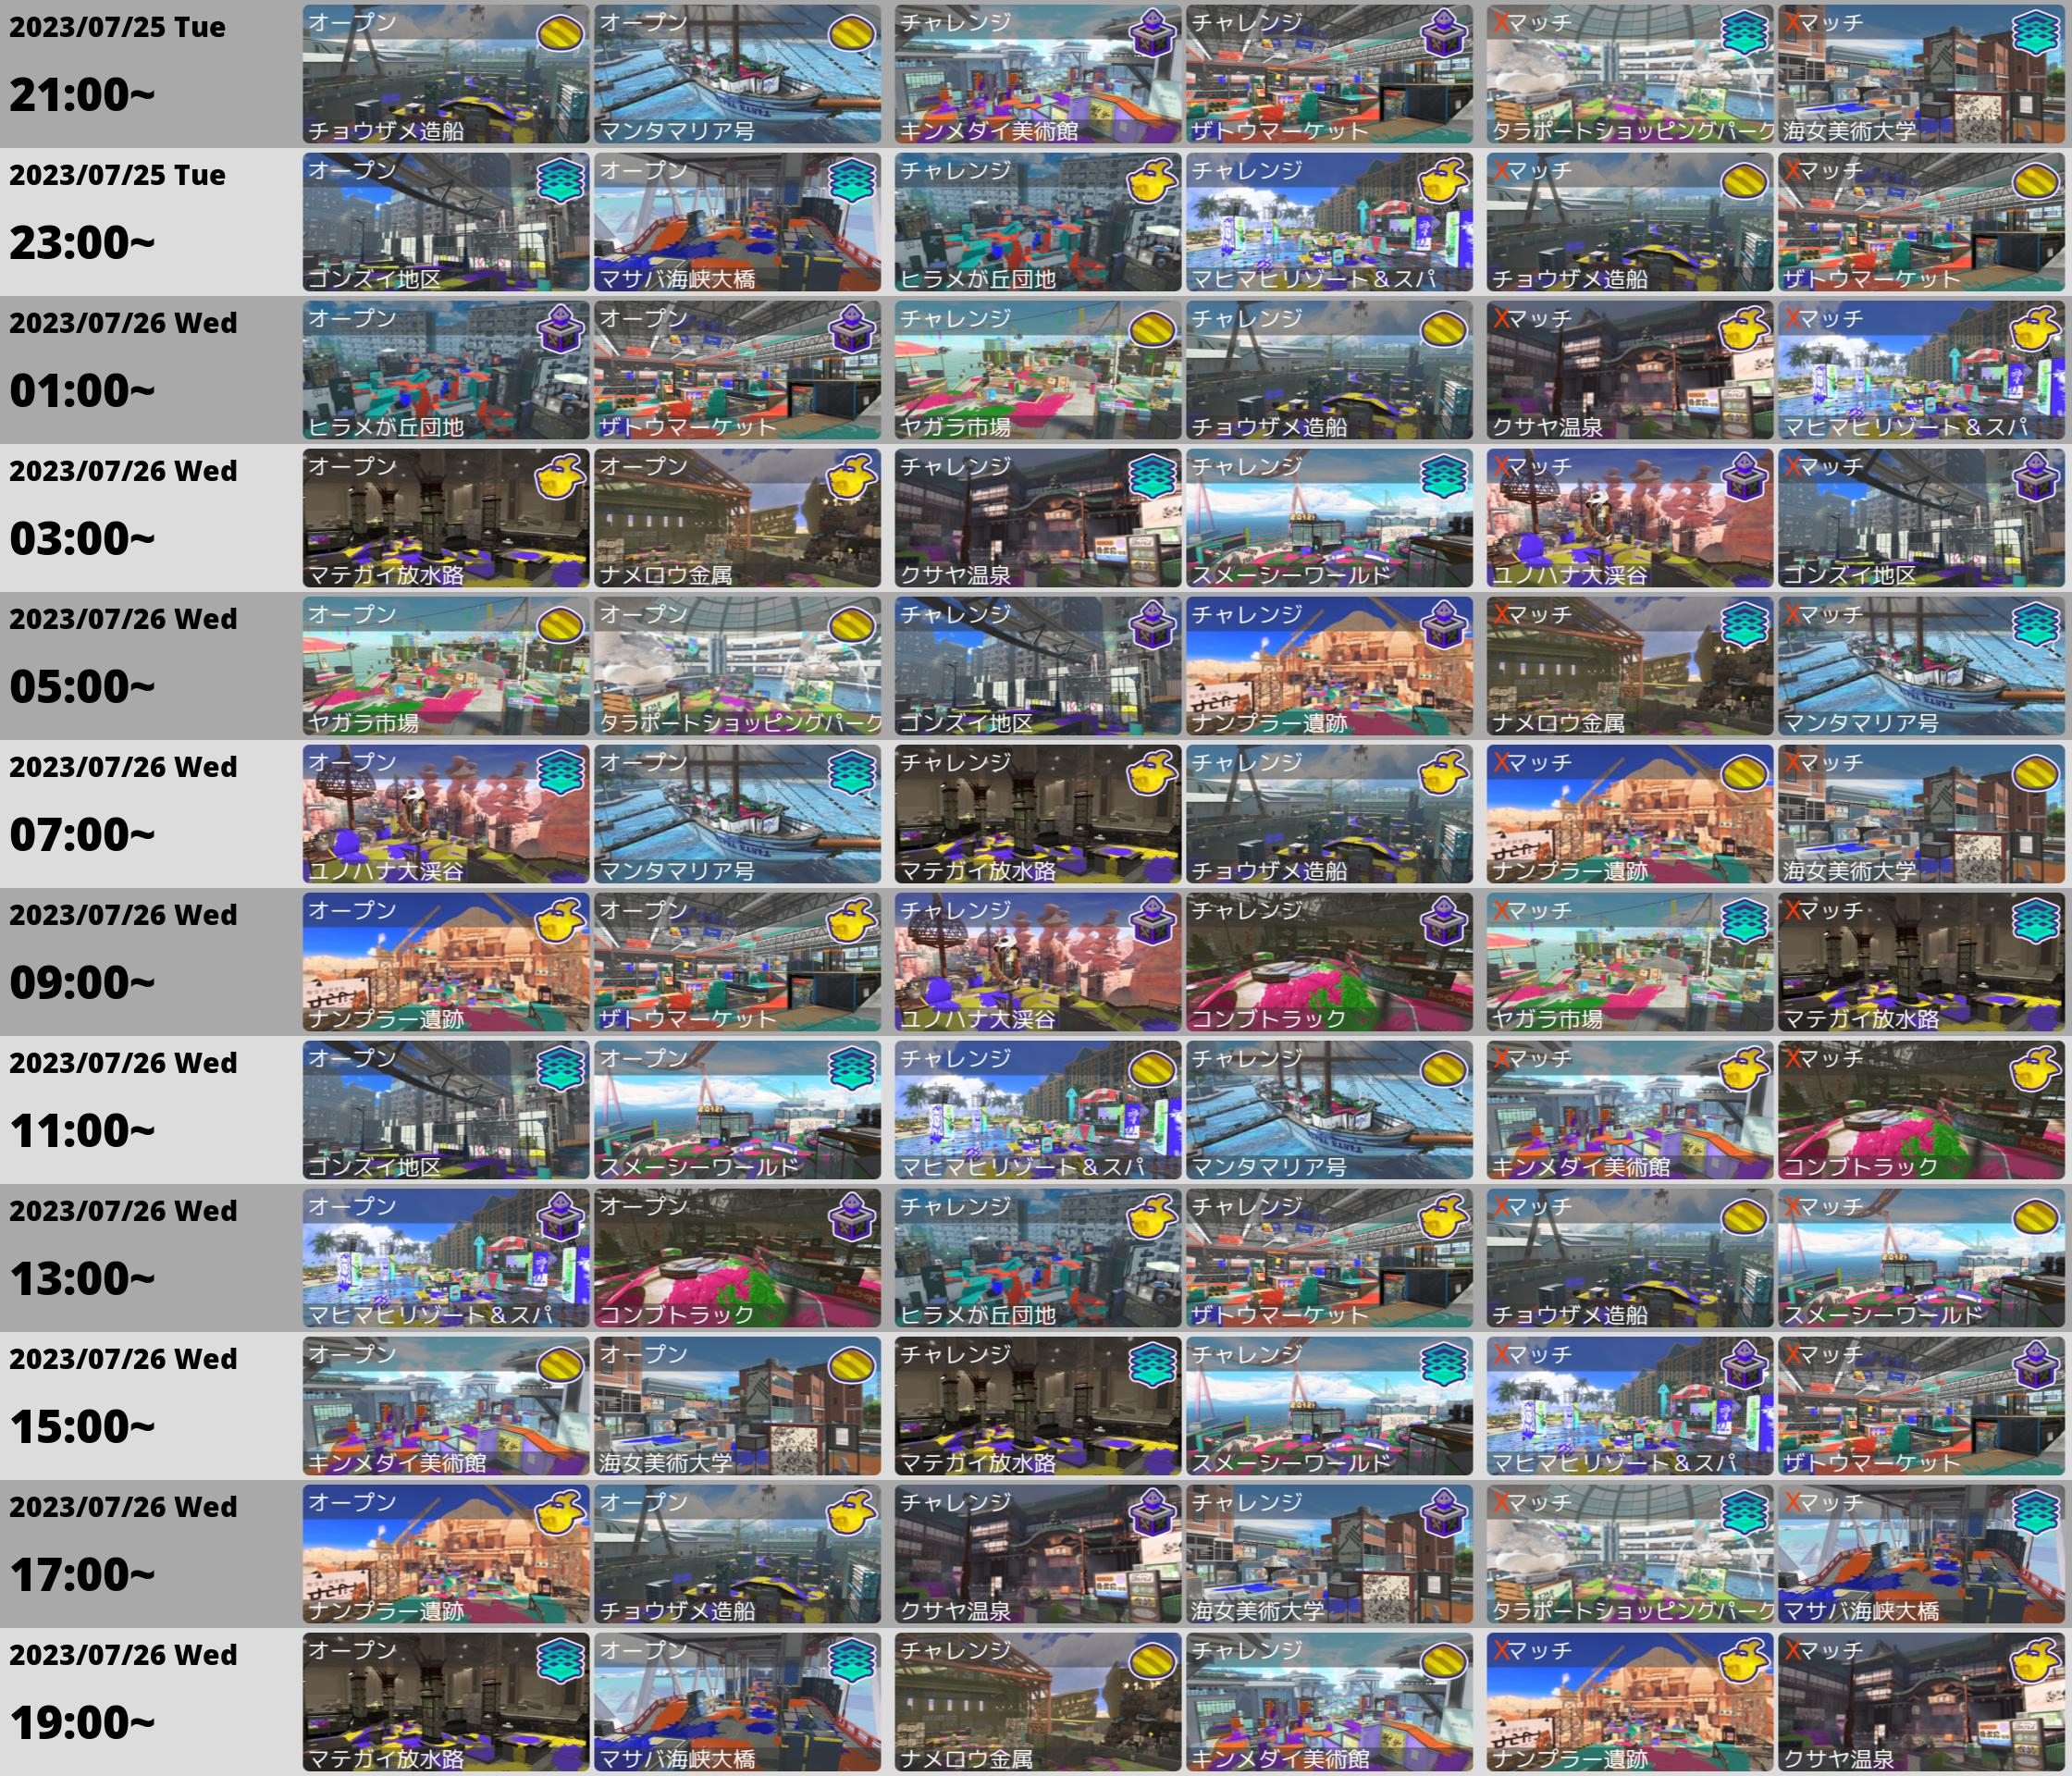 2023/07/25 Tue
21:00~
オープン オープン チャレンジ チャレンジ Xマッチ Xマッチ
チョウザメ造船 マンタマリア号 キンメダイ美術館 ザトウマーケット タラポートショッピングパーク 海女美術大学
2023/07/25 Tue
23:00~
オープン オープン チャレンジ チャレンジ Xマッチ Xマッチ
ゴンズイ地区 マサバ海峡大橋 ヒラメが丘団地 マヒマヒリゾート＆スパ チョウザメ造船 ザトウマーケット
2023/07/26 Wed
01:00~
オープン オープン チャレンジ チャレンジ Xマッチ Xマッチ
ヒラメが丘団地 ザトウマーケット ヤガラ市場 チョウザメ造船 クサヤ温泉 マヒマヒリゾート＆スパ
2023/07/26 Wed
03:00~
オープン オープン チャレンジ チャレンジ Xマッチ Xマッチ
マテガイ放水路 ナメロウ金属 クサヤ温泉 スメーシーワールド ユノハナ大渓谷 ゴンズイ地区
2023/07/26 Wed
05:00~
オープン オープン チャレンジ チャレンジ Xマッチ Xマッチ
ヤガラ市場 タラポートショッピングパーク ゴンズイ地区 ナンプラー遺跡 ナメロウ金属 マンタマリア号
2023/07/26 Wed
07:00~
オープン オープン チャレンジ チャレンジ Xマッチ Xマッチ
ユノハナ大渓谷 マンタマリア号 マテガイ放水路 チョウザメ造船 ナンプラー遺跡 海女美術大学
2023/07/26 Wed
09:00~
オープン オープン チャレンジ チャレンジ Xマッチ Xマッチ
ナンプラー遺跡 ザトウマーケット ユノハナ大渓谷 コンブトラック ヤガラ市場 マテガイ放水路
2023/07/26 Wed
11:00~
オープン オープン チャレンジ チャレンジ Xマッチ Xマッチ
ゴンズイ地区 スメーシーワールド マヒマヒリゾート＆スパ マンタマリア号 キンメダイ美術館 コンブトラック
2023/07/26 Wed
13:00~
オープン オープン チャレンジ チャレンジ Xマッチ Xマッチ
マヒマヒリゾート＆スパ コンブトラック ヒラメが丘団地 ザトウマーケット チョウザメ造船 スメーシーワールド
2023/07/26 Wed
15:00~
オープン オープン チャレンジ チャレンジ Xマッチ Xマッチ
キンメダイ美術館 海女美術大学 マテガイ放水路 スメーシーワールド マヒマヒリゾート＆スパ ザトウマーケット
2023/07/26 Wed
17:00~
オープン オープン チャレンジ チャレンジ Xマッチ Xマッチ
ナンプラー遺跡 チョウザメ造船 クサヤ温泉 海女美術大学 タラポートショッピングパーク マサバ海峡大橋
2023/07/26 Wed
19:00~
オープン オープン チャレンジ チャレンジ Xマッチ Xマッチ
マテガイ放水路 マサバ海峡大橋 ナメロウ金属 キンメダイ美術館 ナンプラー遺跡 クサヤ温泉